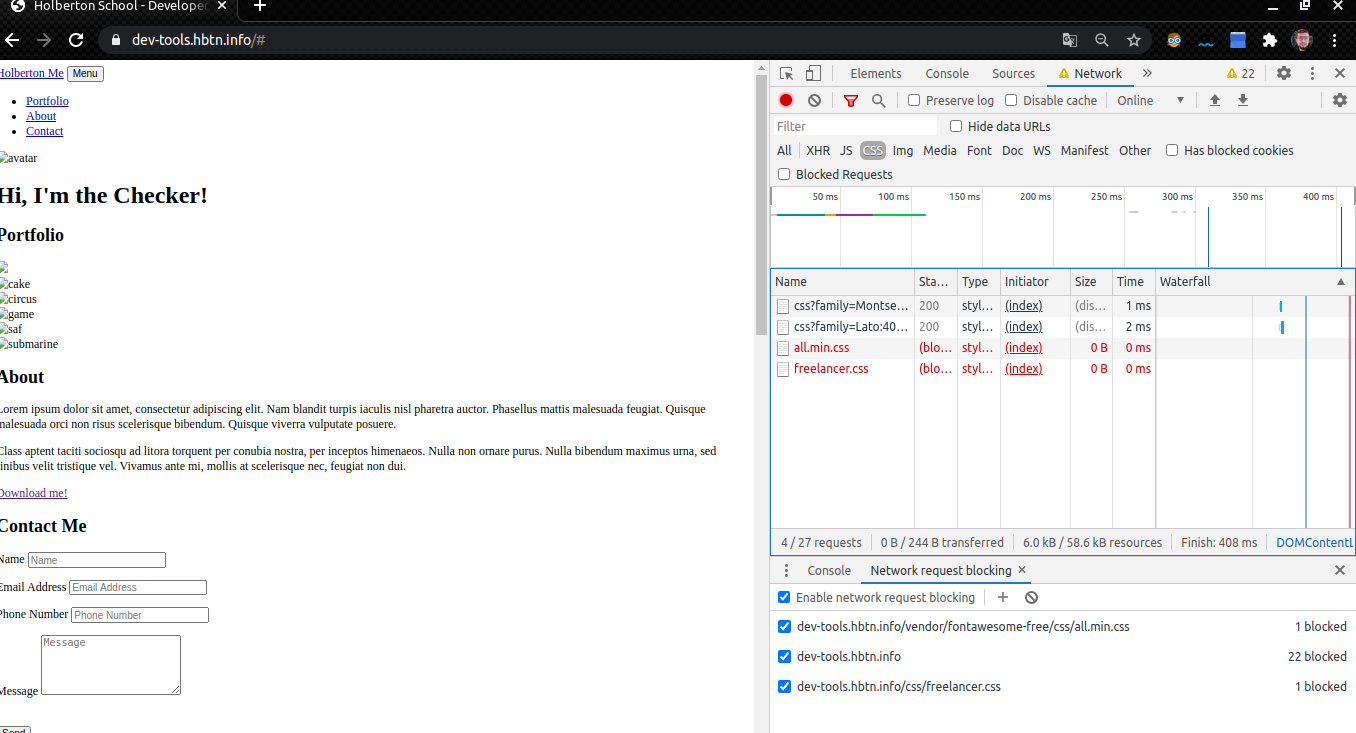 Holberton School - Develope
dev-tools.hbtn.info/#
Holberton Me Menu
Portfolio
About
Contact
avatar
Hi, I'm the Checker!
Portfolio
cake
circus
game
saf
submarine
About
Lorem ipsum dolor sit amet, consectetur adipiscing elit. Nam blandit turpis iaculis nisl pharetra auctor. Phasellus mattis malesuada feugiat. Quisque
malesuada orci non risus scelerisque bibendum. Quisque viverra vulputate posuere.
Class aptent taciti sociosqu ad litora torquent per conubia nostra, per inceptos himenaeos. Nulla non ornare purus. Nulla bibendum maximus urna, sed
finibus velit tristique vel. Vivamus ante mi, mollis at scelerisque nec, feugiat non dui.
Download me!
Contact Me
Name Name
Email Address Email Address
Phone Number Phone Number
Message
Message
Send
Elements Console Sources Network 22
Preserve log Disable cache Online
Filter Hide data URLs
All XHR JS CSS Img Media Font Doc WS Manifest Other Has blocked cookies
Blocked Requests
50 ms 100 ms 150 ms 200 ms 250 ms 300 ms 350 ms 400 ms
Name Sta... Type Initiator Size Time Waterfall
css?family=Montse... 200 styl... (index) (dis... 1 ms
css?family=Lato:40... 200 styl... (index) (dis... 2 ms
all.min.css (blo... styl... (index) 0 B 0 ms
freelancer.css (blo... styl... (index) 0 B 0 ms
4 / 27 requests 0 B / 244 B transferred 6.0 kB / 58.6 kB resources Finish: 408 ms DOMContentL
Console Network request blocking
Enable network request blocking
dev-tools.hbtn.info/vendor/fontawesome-free/css/all.min.css 1 blocked
dev-tools.hbtn.info 22 blocked
dev-tools.hbtn.info/css/freelancer.css 1 blocked